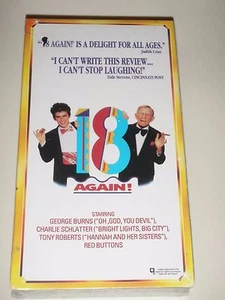 "18 AGAIN! IS A DELIGHT FOR ALL AGES."
"I CAN'T WRITE THIS REVIEW...
I CAN'T STOP LAUGHING!"
Dale Stevens, CINCINNATI POST
18
AGAIN!
STARRING
GEORGE BURNS ("OH, GOD, YOU DEVIL"),
CHARLIE SCHLATTER ("BRIGHT LIGHTS, BIG CITY"),
TONY ROBERTS ("HANNAH AND HER SISTERS"),
RED BUTTONS